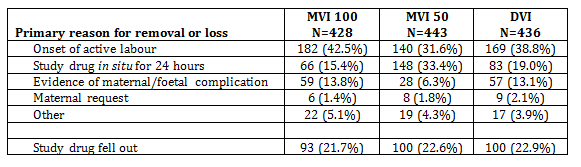 Primary reason for removal or loss MVI 100 N=428 MVI 50 N=443 DVI N=436
Onset of active labour 182 (42.5%) 140 (31.6%) 169 (38.8%)
Study drug in situ for 24 hours 66 (15.4%) 148 (33.4%) 83 (19.0%)
Evidence of maternal/foetal complication 59 (13.8%) 28 (6.3%) 57 (13.1%)
Maternal request 6 (1.4%) 8 (1.8%) 9 (2.1%)
Other 22 (5.1%) 19 (4.3%) 17 (3.9%)
Study drug fell out 93 (21.7%) 100 (22.6%) 100 (22.9%)